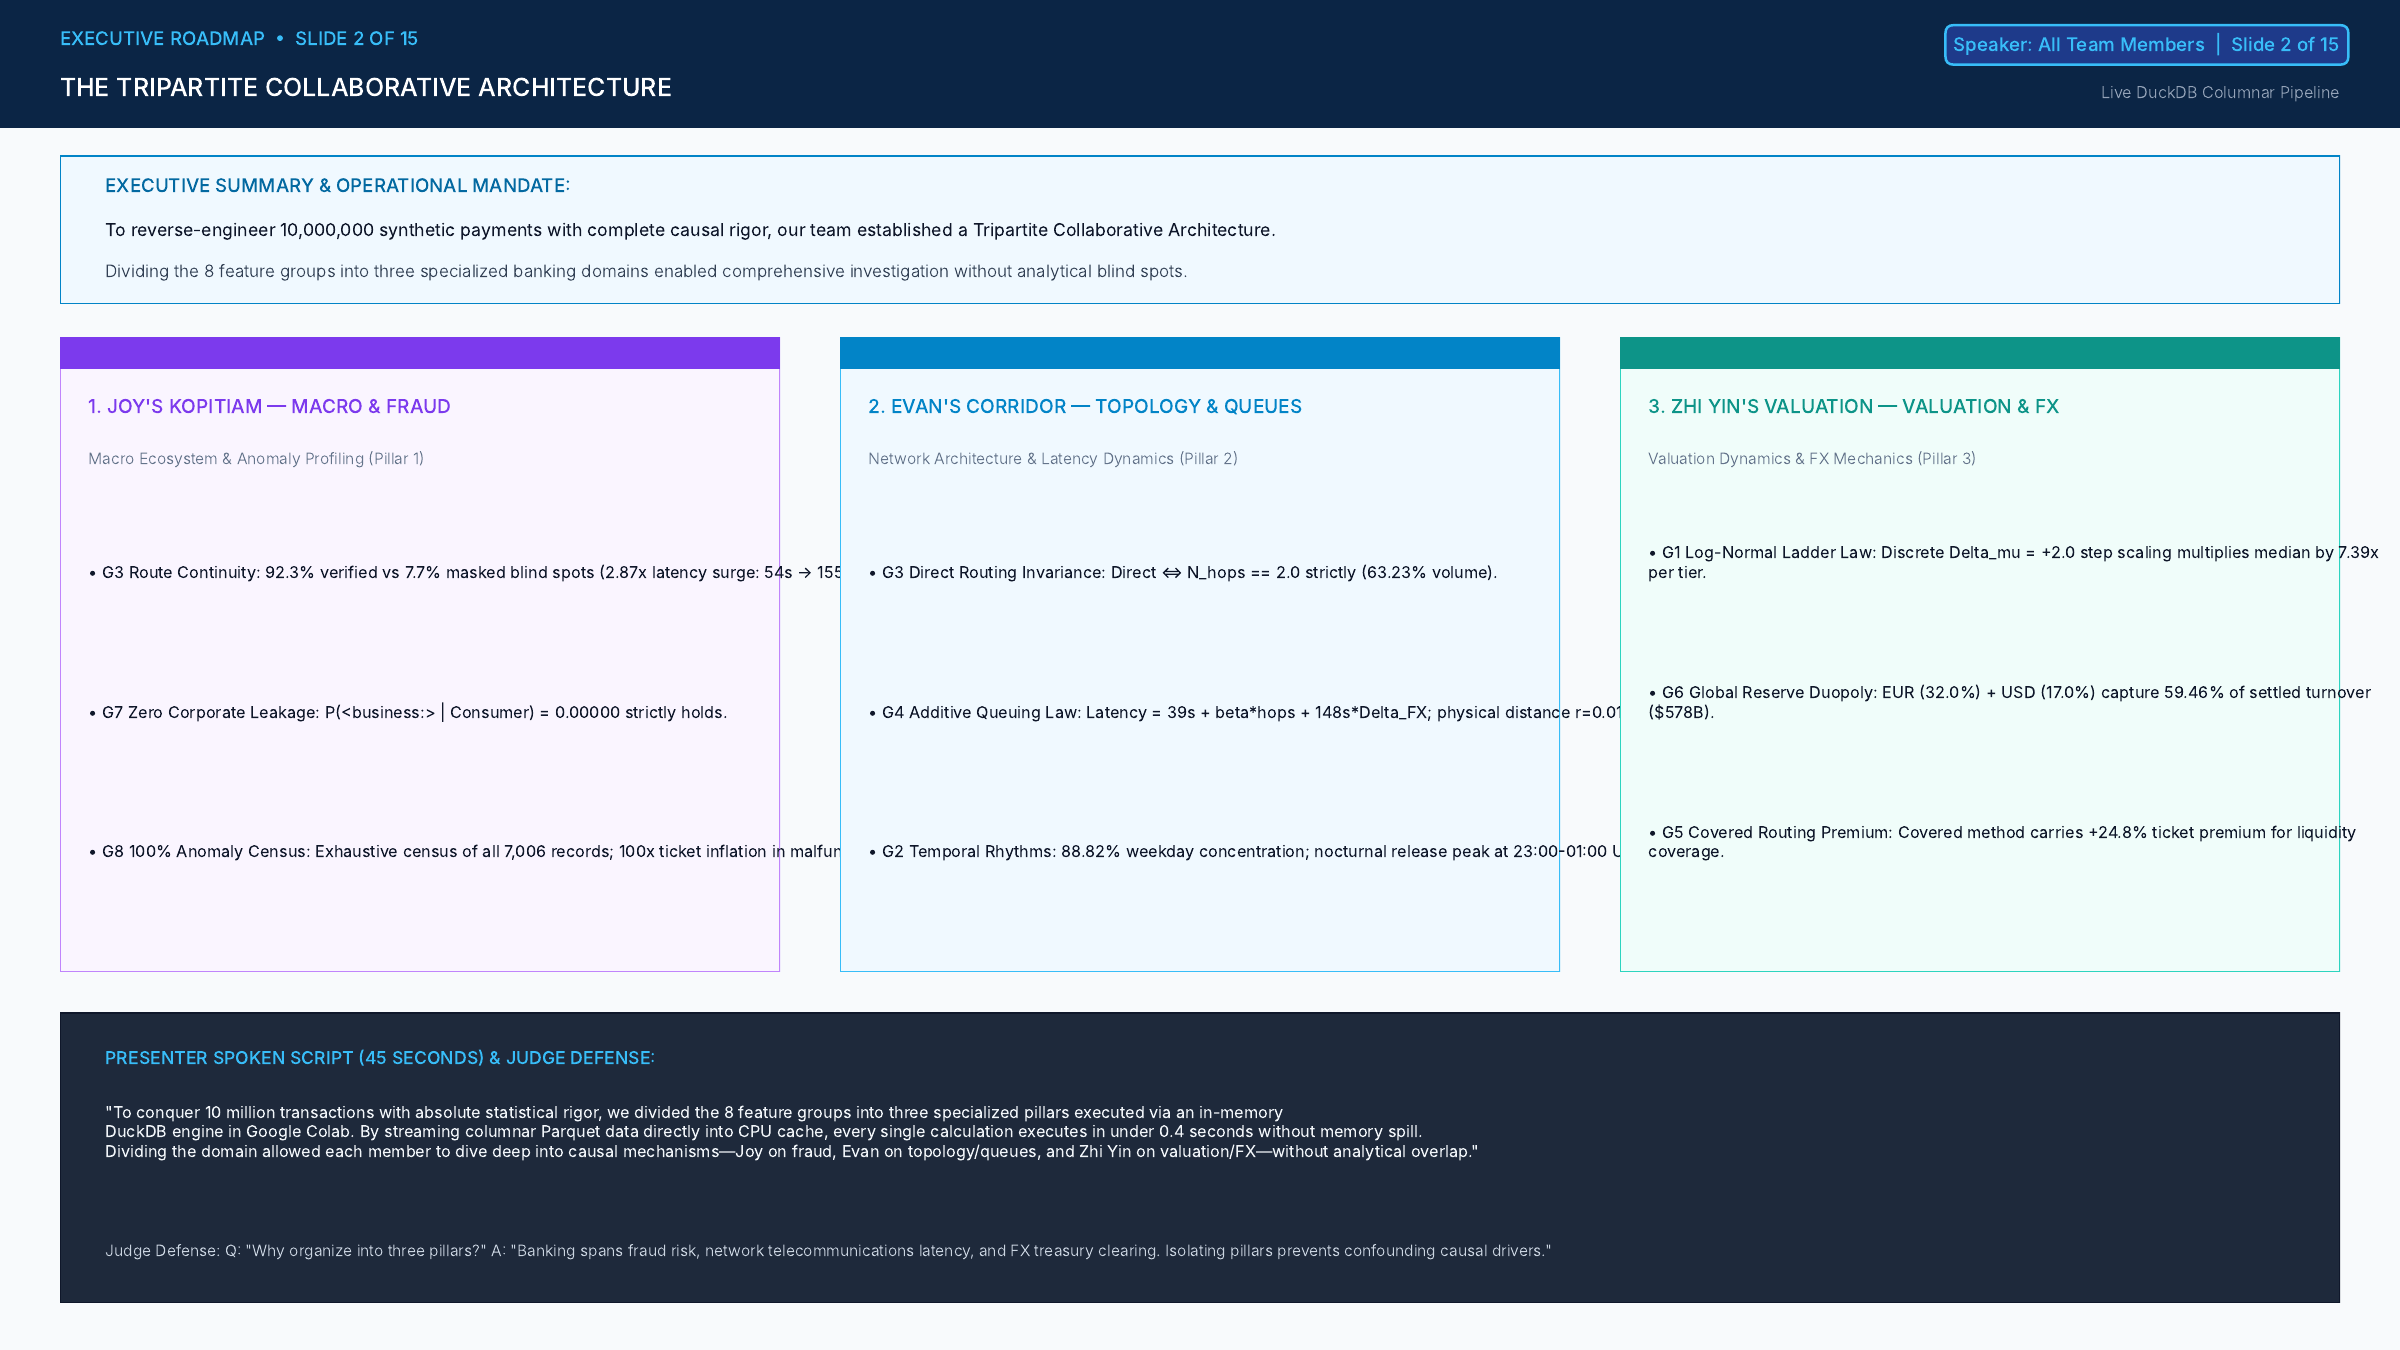 EXECUTIVE ROADMAP • SLIDE 2 OF 15
THE TRIPARTITE COLLABORATIVE ARCHITECTURE
Speaker: All Team Members | Slide 2 of 15
Live DuckDB Columnar Pipeline
EXECUTIVE SUMMARY & OPERATIONAL MANDATE:
To reverse-engineer 10,000,000 synthetic payments with complete causal rigor, our team established a Tripartite Collaborative Architecture.
Dividing the 8 feature groups into three specialized banking domains enabled comprehensive investigation without analytical blind spots.
1. JOY'S KOPITIAM — MACRO & FRAUD
Macro Ecosystem & Anomaly Profiling (Pillar 1)
• G3 Route Continuity: 92.3% verified vs 7.7% masked blind spots (2.87x latency surge: 54s → 155
• G7 Zero Corporate Leakage: P(<business:> | Consumer) = 0.00000 strictly holds.
• G8 100% Anomaly Census: Exhaustive census of all 7,006 records; 100x ticket inflation in malfun
2. EVAN'S CORRIDOR — TOPOLOGY & QUEUES
Network Architecture & Latency Dynamics (Pillar 2)
• G3 Direct Routing Invariance: Direct ⇔ N_hops == 2.0 strictly (63.23% volume).
• G4 Additive Queuing Law: Latency = 39s + beta*hops + 148s*Delta_FX; physical distance r=0.01
• G2 Temporal Rhythms: 88.82% weekday concentration; nocturnal release peak at 23:00-01:00 U
3. ZHI YIN'S VALUATION — VALUATION & FX
Valuation Dynamics & FX Mechanics (Pillar 3)
• G1 Log-Normal Ladder Law: Discrete Delta_mu = +2.0 step scaling multiplies median by 7.39x
per tier.
• G6 Global Reserve Duopoly: EUR (32.0%) + USD (17.0%) capture 59.46% of settled turnover
($578B).
• G5 Covered Routing Premium: Covered method carries +24.8% ticket premium for liquidity
coverage.
PRESENTER SPOKEN SCRIPT (45 SECONDS) & JUDGE DEFENSE:
"To conquer 10 million transactions with absolute statistical rigor, we divided the 8 feature groups into three specialized pillars executed via an in-memory
DuckDB engine in Google Colab. By streaming columnar Parquet data directly into CPU cache, every single calculation executes in under 0.4 seconds without memory spill.
Dividing the domain allowed each member to dive deep into causal mechanisms—Joy on fraud, Evan on topology/queues, and Zhi Yin on valuation/FX—without analytical overlap."
Judge Defense: Q: "Why organize into three pillars?" A: "Banking spans fraud risk, network telecommunications latency, and FX treasury clearing. Isolating pillars prevents confounding causal drivers."